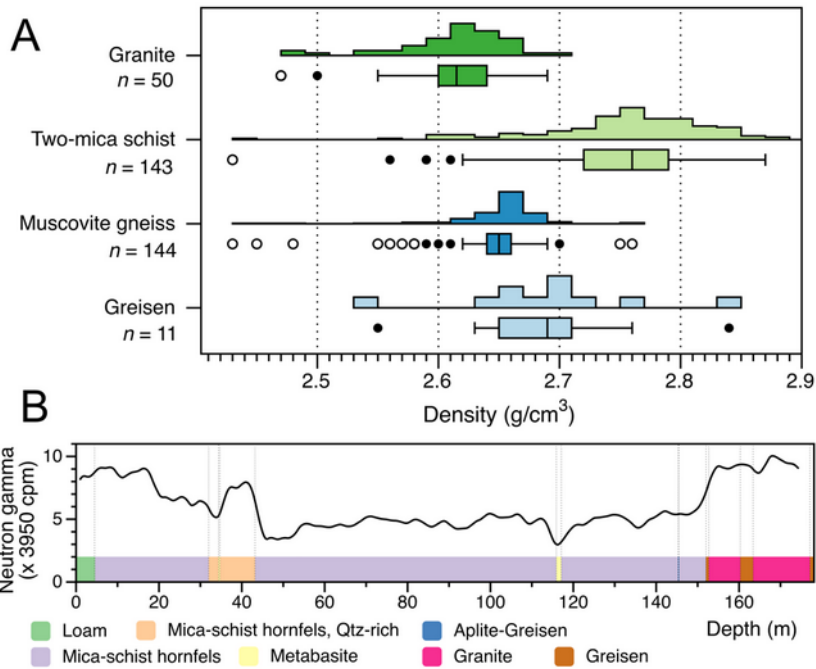 A
Granite
n = 50
Two-mica schist
n = 143
Muscovite gneiss
n = 144
Greisen
n = 11
2.5 2.6 2.7 2.8 2.9
Density (g/cm³)
B
Neutron gamma
(x 3950 cpm)
10
5
0
0 20 40 60 80 100 120 140 160
Depth (m)
Loam Mica-schist hornfels, Qtz-rich Aplite-Greisen
Mica-schist hornfels Metabasite Granite Greisen